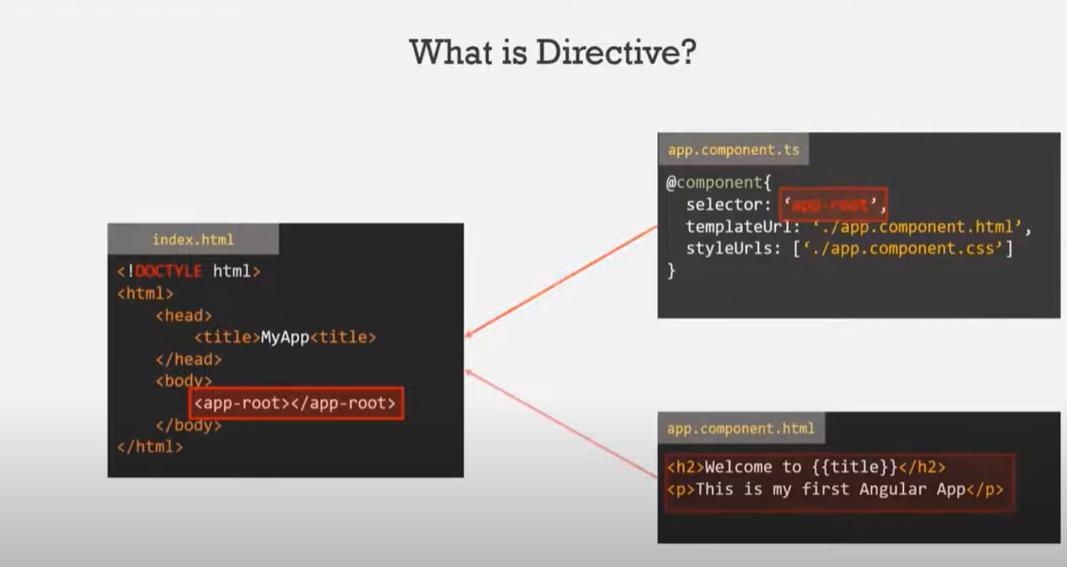 What is Directive?
index.html
<!DOCTYLE html>
<html>
<head>
<title>MyApp<title>
</head>
<body>
<app-root></app-root>
</body>
</html>
app.component.ts
@component{
selector: ‘app-root’,
templateUrl: ‘./app.component.html’,
styleUrls: [‘./app.component.css’]
}
app.component.html
<h2>Welcome to {{title}}</h2>
<p>This is my first Angular App</p>